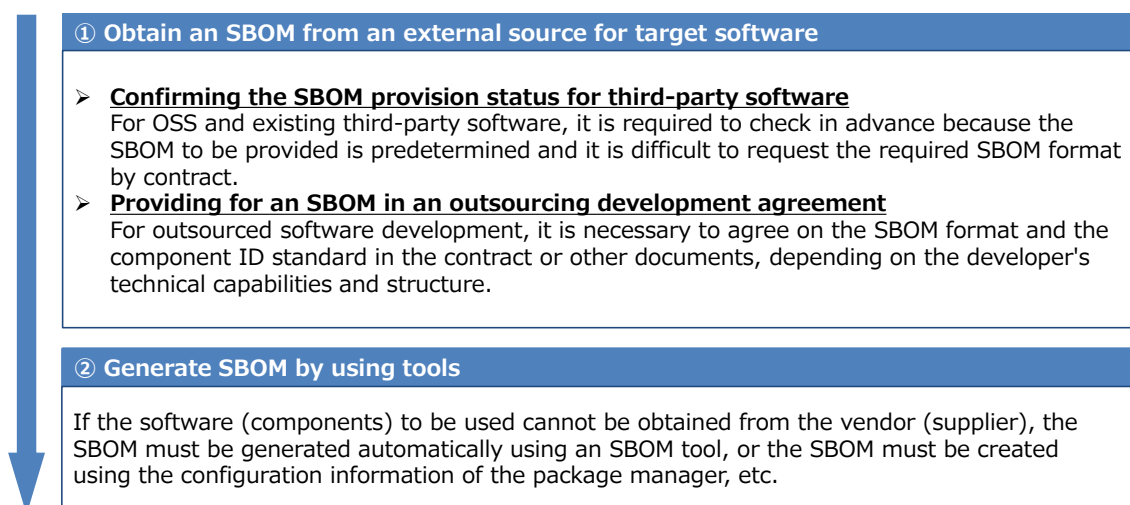 ① Obtain an SBOM from an external source for target software
➢ Confirming the SBOM provision status for third-party software
For OSS and existing third-party software, it is required to check in advance because the
SBOM to be provided is predetermined and it is difficult to request the required SBOM format
by contract.
➢ Providing for an SBOM in an outsourcing development agreement
For outsourced software development, it is necessary to agree on the SBOM format and the
component ID standard in the contract or other documents, depending on the developer's
technical capabilities and structure.
② Generate SBOM by using tools
If the software (components) to be used cannot be obtained from the vendor (supplier), the
SBOM must be generated automatically using an SBOM tool, or the SBOM must be created
using the configuration information of the package manager, etc.